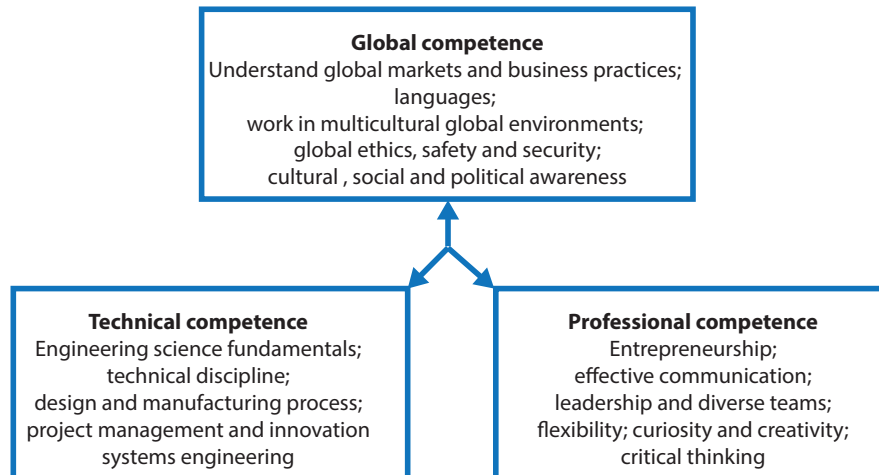 Global competence
Understand global markets and business practices;
languages;
work in multicultural global environments;
global ethics, safety and security;
cultural , social and political awareness
Technical competence
Engineering science fundamentals;
technical discipline;
design and manufacturing process;
project management and innovation
systems engineering
Professional competence
Entrepreneurship;
effective communication;
leadership and diverse teams;
flexibility; curiosity and creativity;
critical thinking